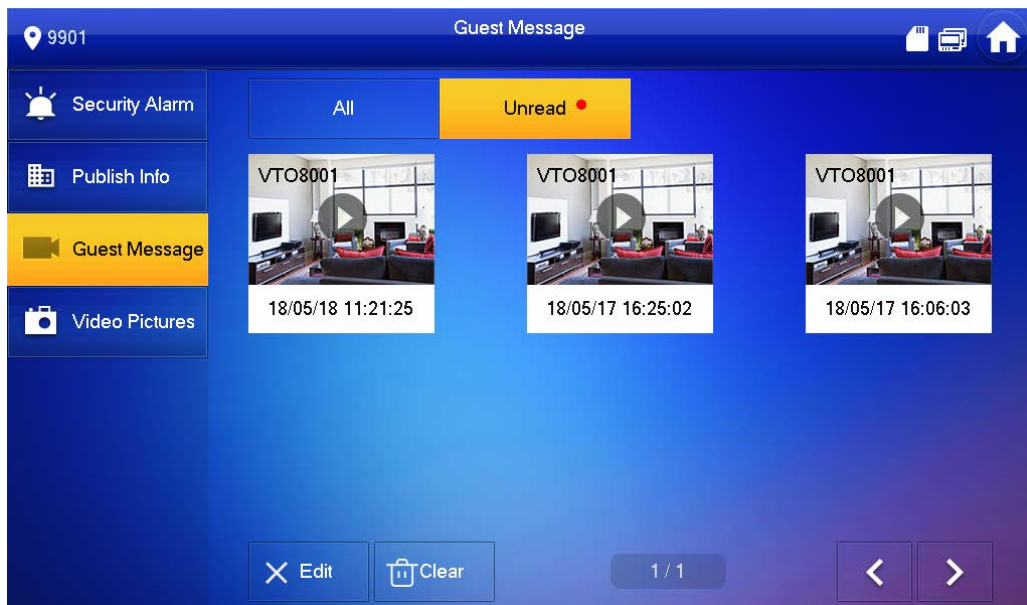 9901
Guest Message
Security Alarm
Publish Info
Guest Message
Video Pictures
All
Unread
VTO8001
18/05/18 11:21:25
VTO8001
18/05/17 16:25:02
VTO8001
18/05/17 16:06:03
Edit
Clear
1 / 1